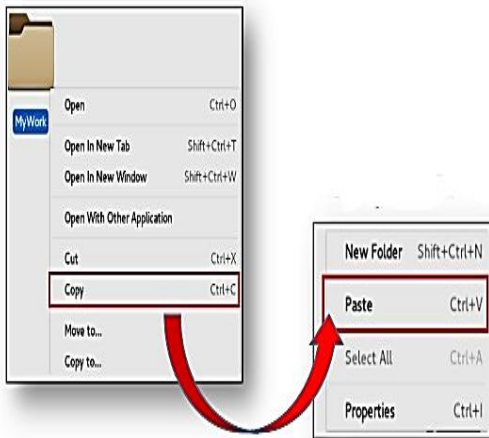 MyWork
Open Ctrl+O
Open In New Tab Shift+Ctrl+T
Open In New Window Shift+Ctrl+W
Open With Other Application
Cut Ctrl+X
Copy Ctrl+C
Move to...
Copy to...
New Folder Shift+Ctrl+N
Paste Ctrl+V
Select All Ctrl+A
Properties Ctrl+I